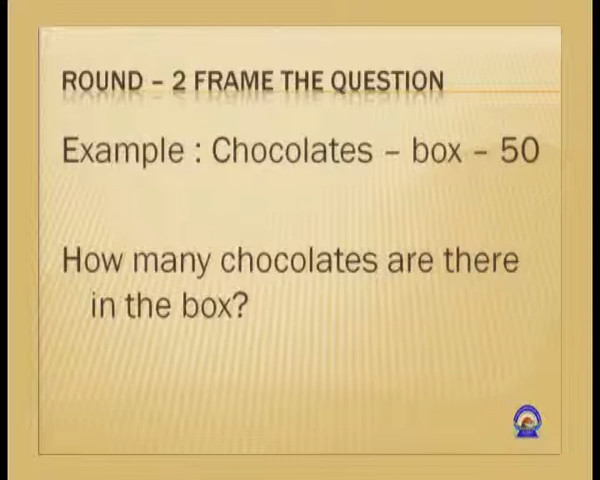 ROUND – 2 FRAME THE QUESTION
Example : Chocolates – box – 50
How many chocolates are there
in the box?